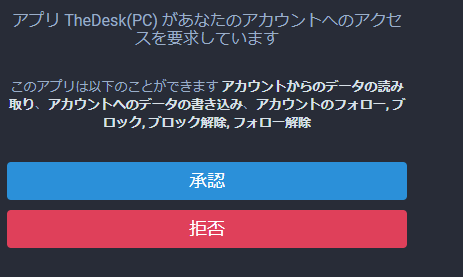 アプリ TheDesk(PC) があなたのアカウントへのアクセ
スを要求しています
このアプリは以下のことができます アカウントからのデータの読み
取り、アカウントへのデータの書き込み、アカウントのフォロー, ブ
ロック, ブロック解除, フォロー解除
承認
拒否